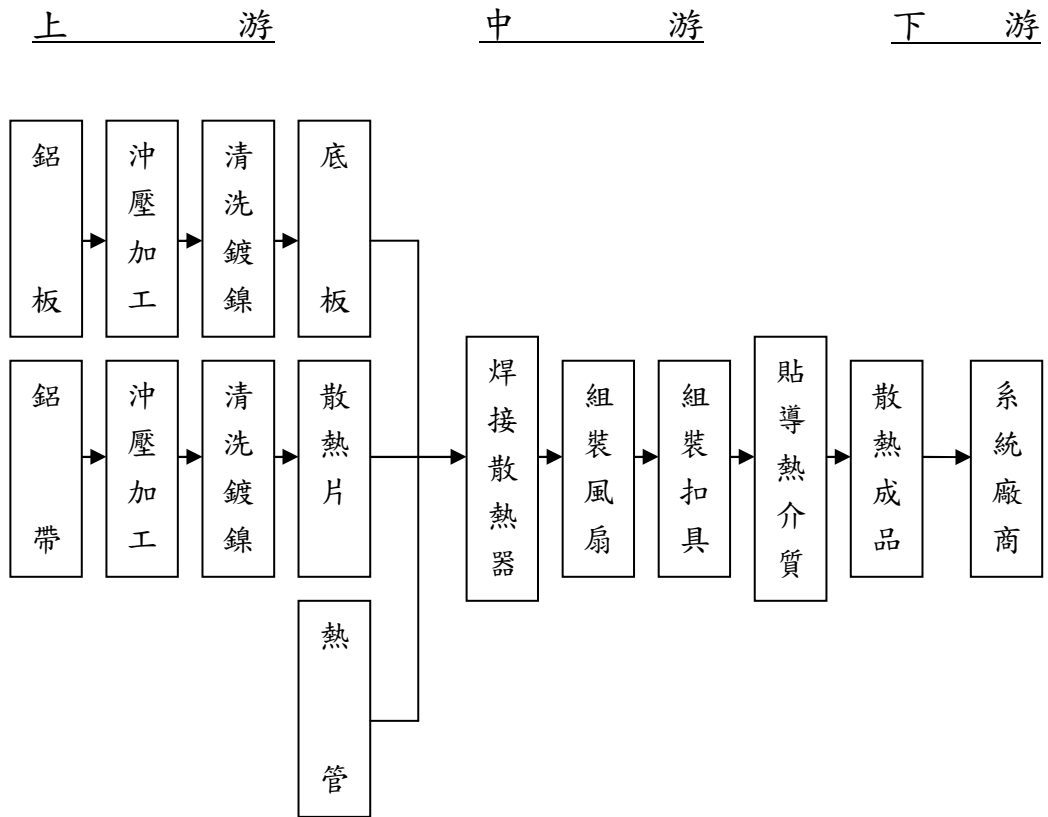 上游
中游
下游
鋁板
沖壓加工
清洗鍍鎳
底板
鋁帶
沖壓加工
清洗鍍鎳
散熱片
熱管
焊接散熱器
組裝風扇
組裝扣具
貼導熱介質
散熱成品
系統廠商